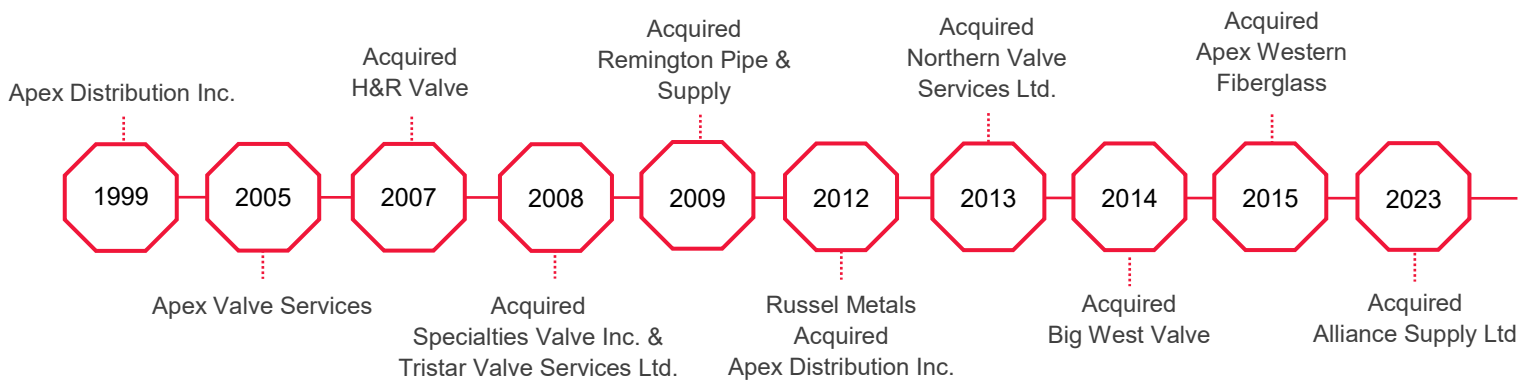 Apex Distribution Inc.
1999
2005
Apex Valve Services
Acquired
H&R Valve
2007
2008
Acquired
Specialties Valve Inc. &
Tristar Valve Services Ltd.
Acquired
Remington Pipe &
Supply
2009
2012
Russel Metals
Acquired
Apex Distribution Inc.
Acquired
Northern Valve
Services Ltd.
2013
2014
Acquired
Big West Valve
Acquired
Apex Western
Fiberglass
2015
2023
Acquired
Alliance Supply Ltd